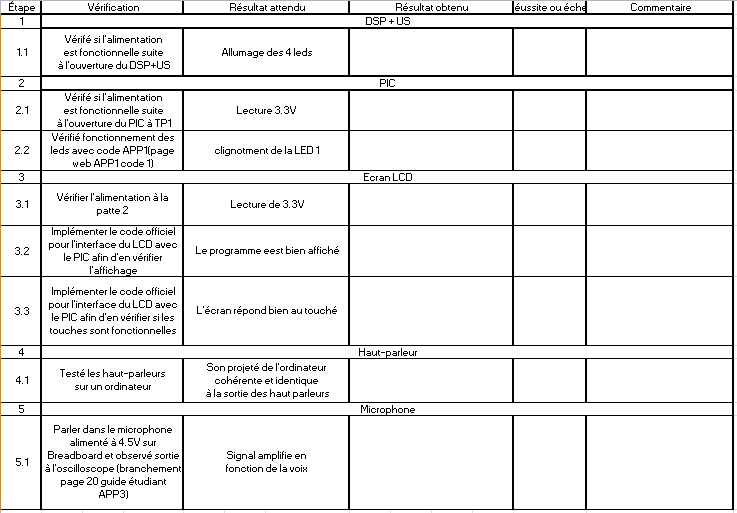 Étape Vérification Résultat attendu Résultat obtenu éussite ou éche Commentaire
1 DSP + US
1.1 Vérifé si l'alimentation
est fonctionnelle suite
à l'ouverture du DSP+US
Allumage des 4 leds
2 PIC
2.1 Vérifé si l'alimentation
est fonctionnelle suite
à l'ouverture du PIC à TP1
Lecture 3.3V
2.2 Vérifié fonctionnement des
leds avec code APP1(page
web APP1 code 1)
clignotment de la LED 1
3 Ecran LCD
3.1 Vérifier l'alimentation à la
patte 2
Lecture de 3.3V
3.2 Implémenter le code officiel
pour l'interface du LCD avec
le PIC afin d'en vérifier
l'affichage
Le programme eest bien affiché
3.3 Implémenter le code officiel
pour l'interface du LCD avec
le PIC afin d'en vérifier si les
touches sont fonctionnelles
L'écran répond bien au touché
4 Haut-parleur
4.1 Testé les haut-parleurs
sur un ordinateur
Son projeté de l'ordinateur
cohérente et identique
à la sortie des haut parleurs
5 Microphone
5.1 Parler dans le microphone
alimenté à 4.5V sur
Breadboard et observé sortie
à l'oscilloscope (branchement
page 20 guide étudiant
APP3)
Signal amplifie en
fonction de la voix